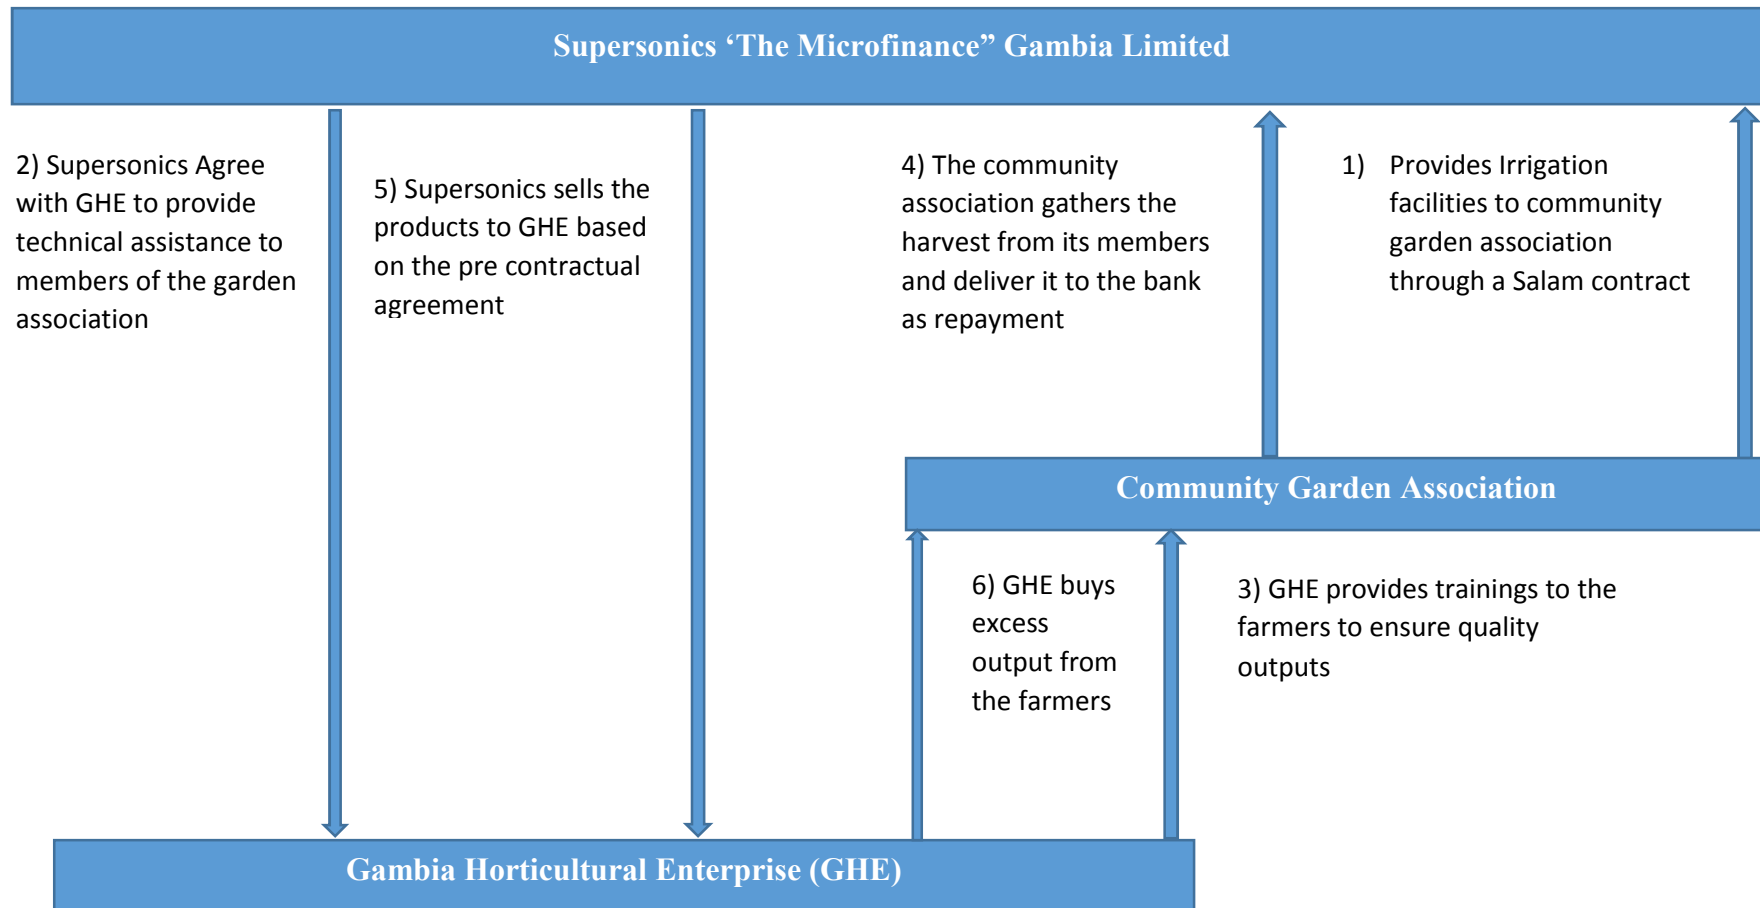 Supersonics ‘The Microfinance” Gambia Limited
2) Supersonics Agree
with GHE to provide
technical assistance to
members of the garden
association
5) Supersonics sells the
products to GHE based
on the pre contractual
agreement
4) The community
association gathers the
harvest from its members
and deliver it to the bank
as repayment
1) Provides Irrigation
facilities to community
garden association
through a Salam contract
Community Garden Association
6) GHE buys
excess
output from
the farmers
3) GHE provides trainings to the
farmers to ensure quality
outputs
Gambia Horticultural Enterprise (GHE)